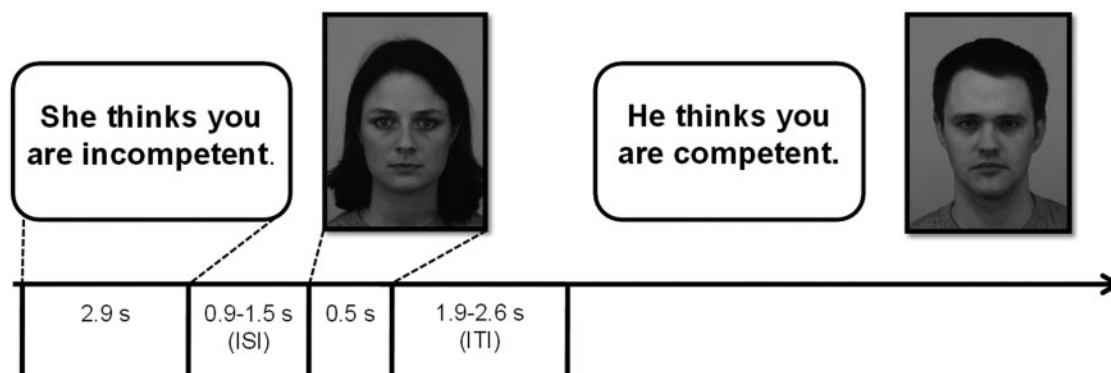 She thinks you
are incompetent.
He thinks you
are competent.
2.9 s
0.9-1.5 s
(ISI)
0.5 s
1.9-2.6 s
(ITI)